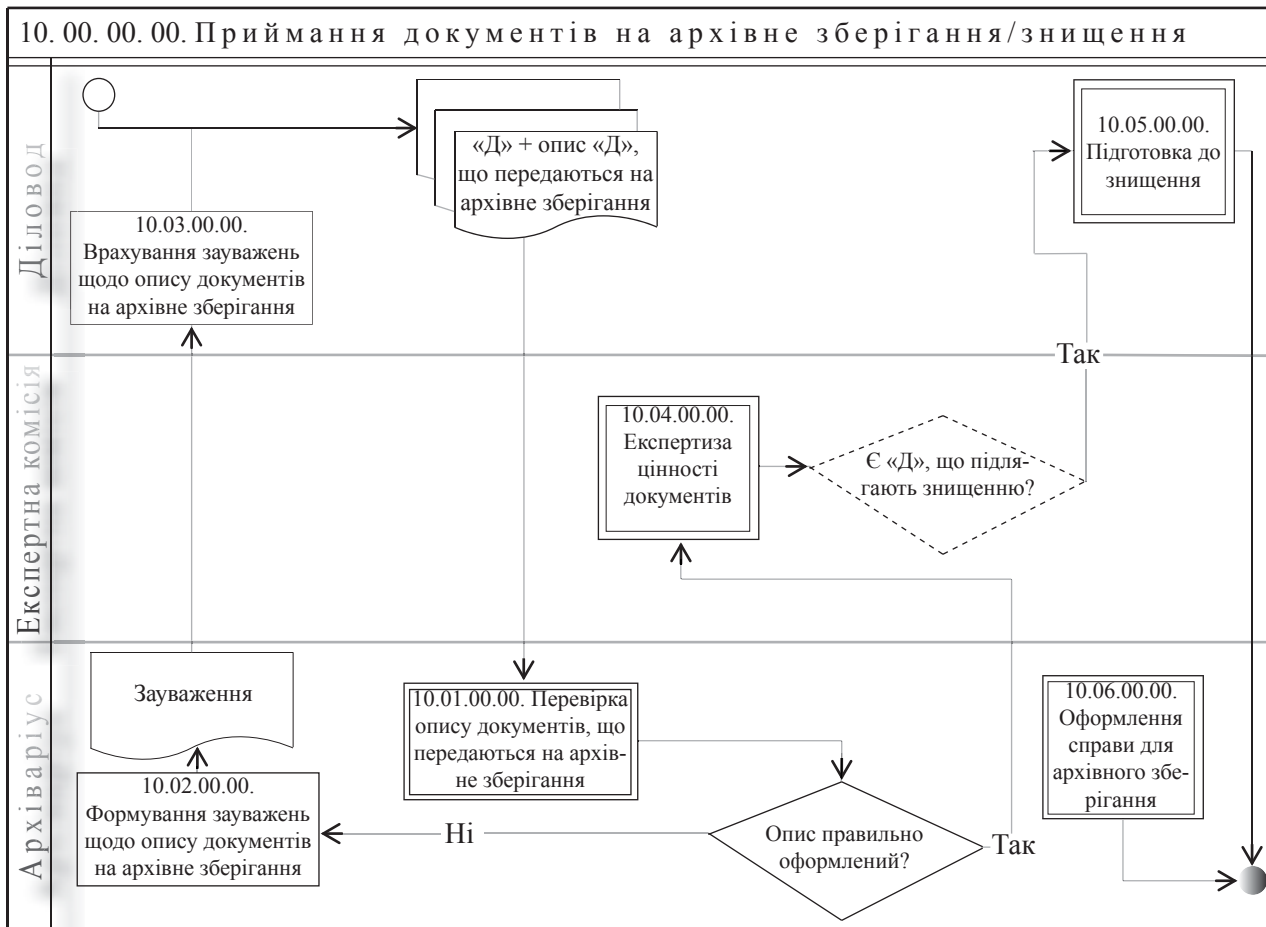 10. 00. 00. 00. Приймання документів на архівне зберігання/знищення
Діловод
«Д» + опис «Д»,
що передаються на
архівне зберігання
10.05.00.00.
Підготовка до
знищення
10.03.00.00.
Врахування зауважень
щодо опису документів
на архівне зберігання
Так
Експертна комісія
10.04.00.00.
Експертиза
цінності
документів
Є «Д», що підля-
гають знищенню?
Архіваріус
Зауваження
10.01.00.00. Перевірка
опису документів, що
передаються на архів-
не зберігання
10.06.00.00.
Оформлення
справи для
архівного збе-
рігання
10.02.00.00.
Формування зауважень
щодо опису документів
на архівне зберігання
Ні
Опис правильно
оформлений?
Так